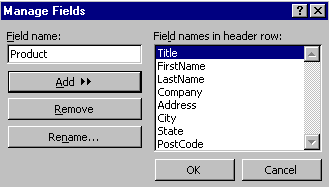 Manage Fields
Field name:
Product
Add
Remove
Rename...
Field names in header row:
Title
FirstName
LastName
Company
Address
City
State
PostCode
OK
Cancel